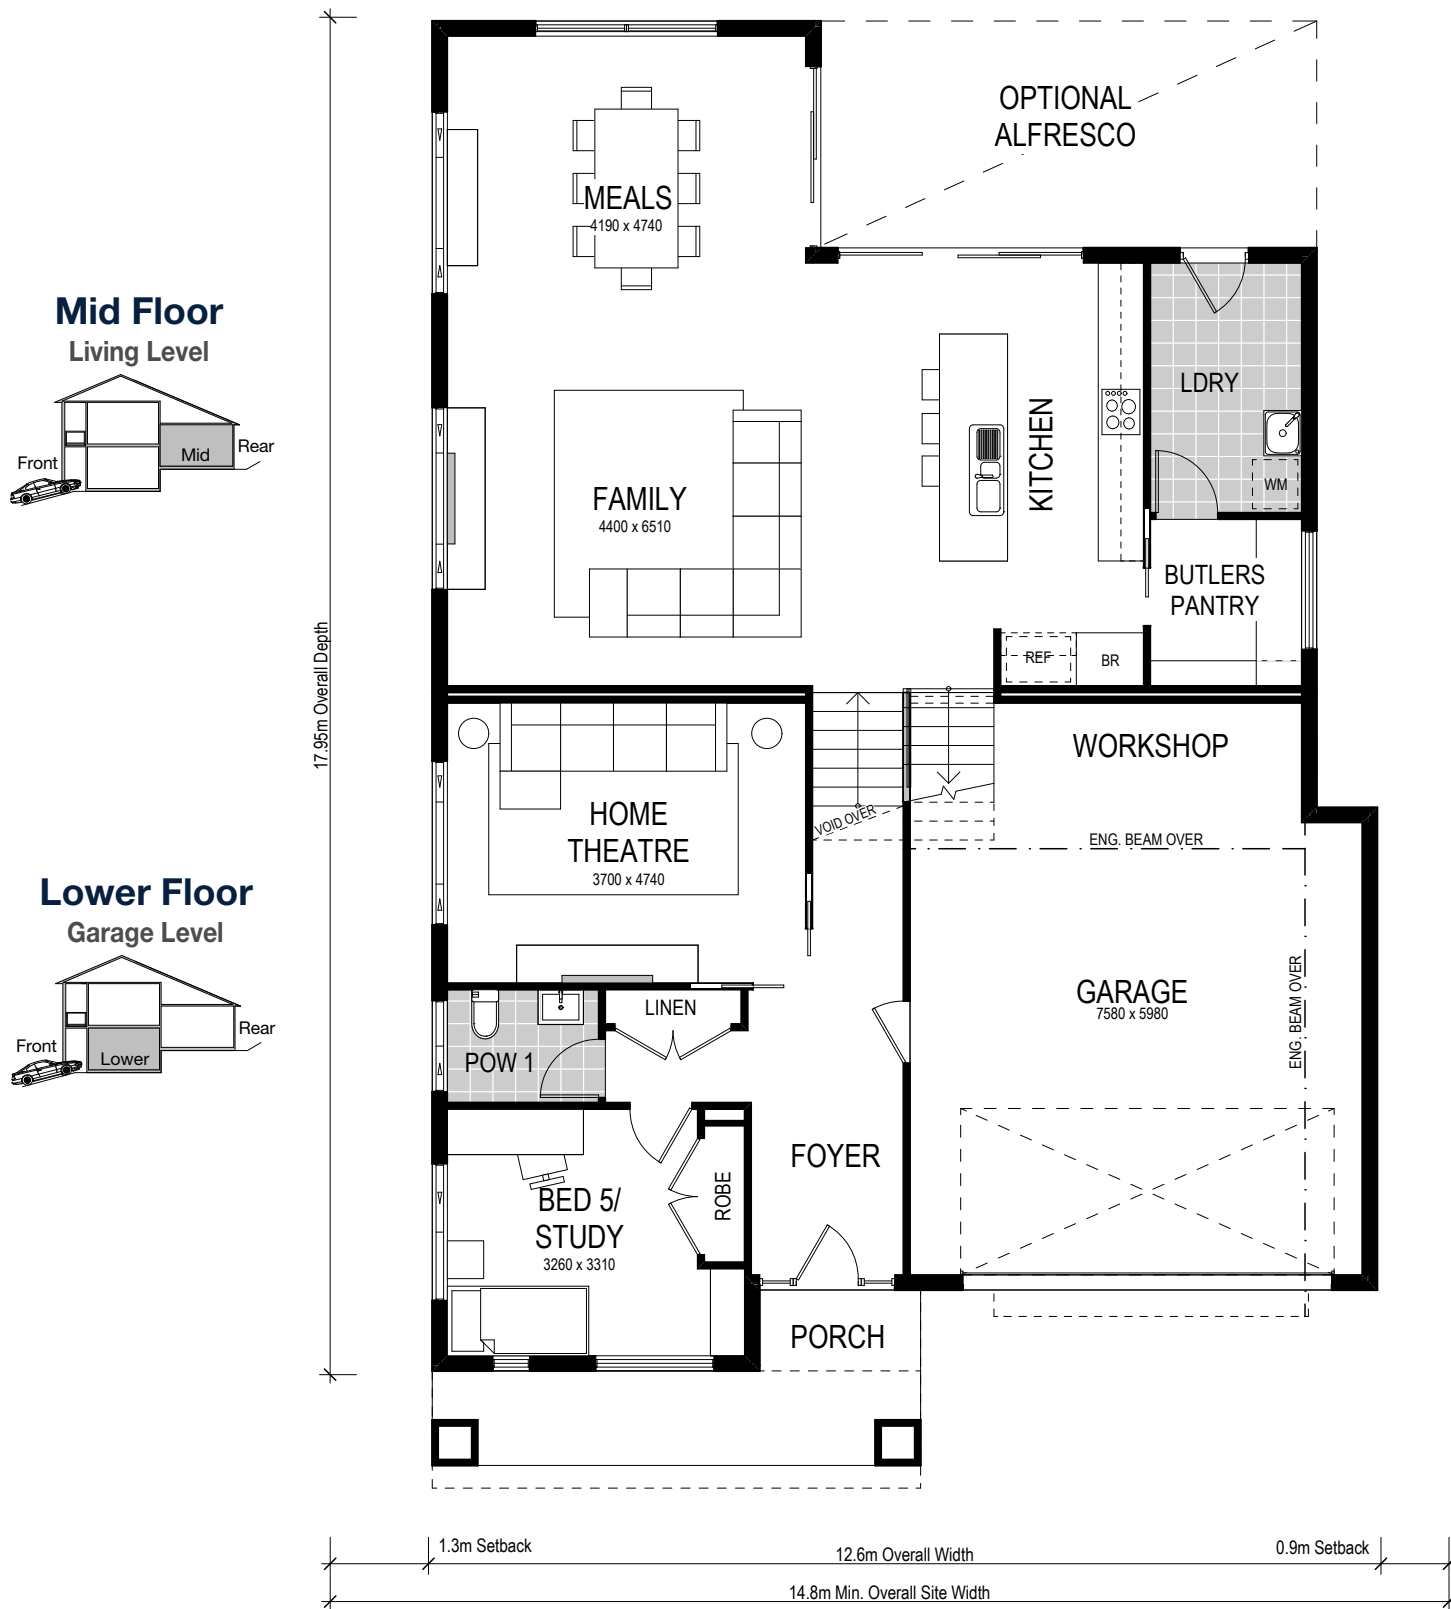 OPTIONAL
ALFRESCO
MEALS
4190 x 4740
Mid Floor
Living Level
Front
Mid
Rear
LDRY
WM
KITCHEN
FAMILY
4400 x 6510
BUTLERS
PANTRY
REF
BR
17.95m Overall Depth
WORKSHOP
HOME
THEATRE
3700 x 4740
VOID OVER
ENG. BEAM OVER
Lower Floor
Garage Level
Front
Lower
Rear
GARAGE
7580 x 5980
ENG. BEAM OVER
LINEN
POW 1
FOYER
ROBE
BED 5/
STUDY
3260 x 3310
PORCH
1.3m Setback
12.6m Overall Width
0.9m Setback
14.8m Min. Overall Site Width